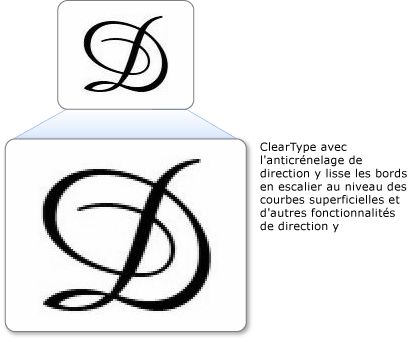 D
D
ClearType avec
l'anticrénelage de
direction y lisse les bords
en escalier au niveau des
courbes superficielles et
d'autres fonctionnalités
de direction y